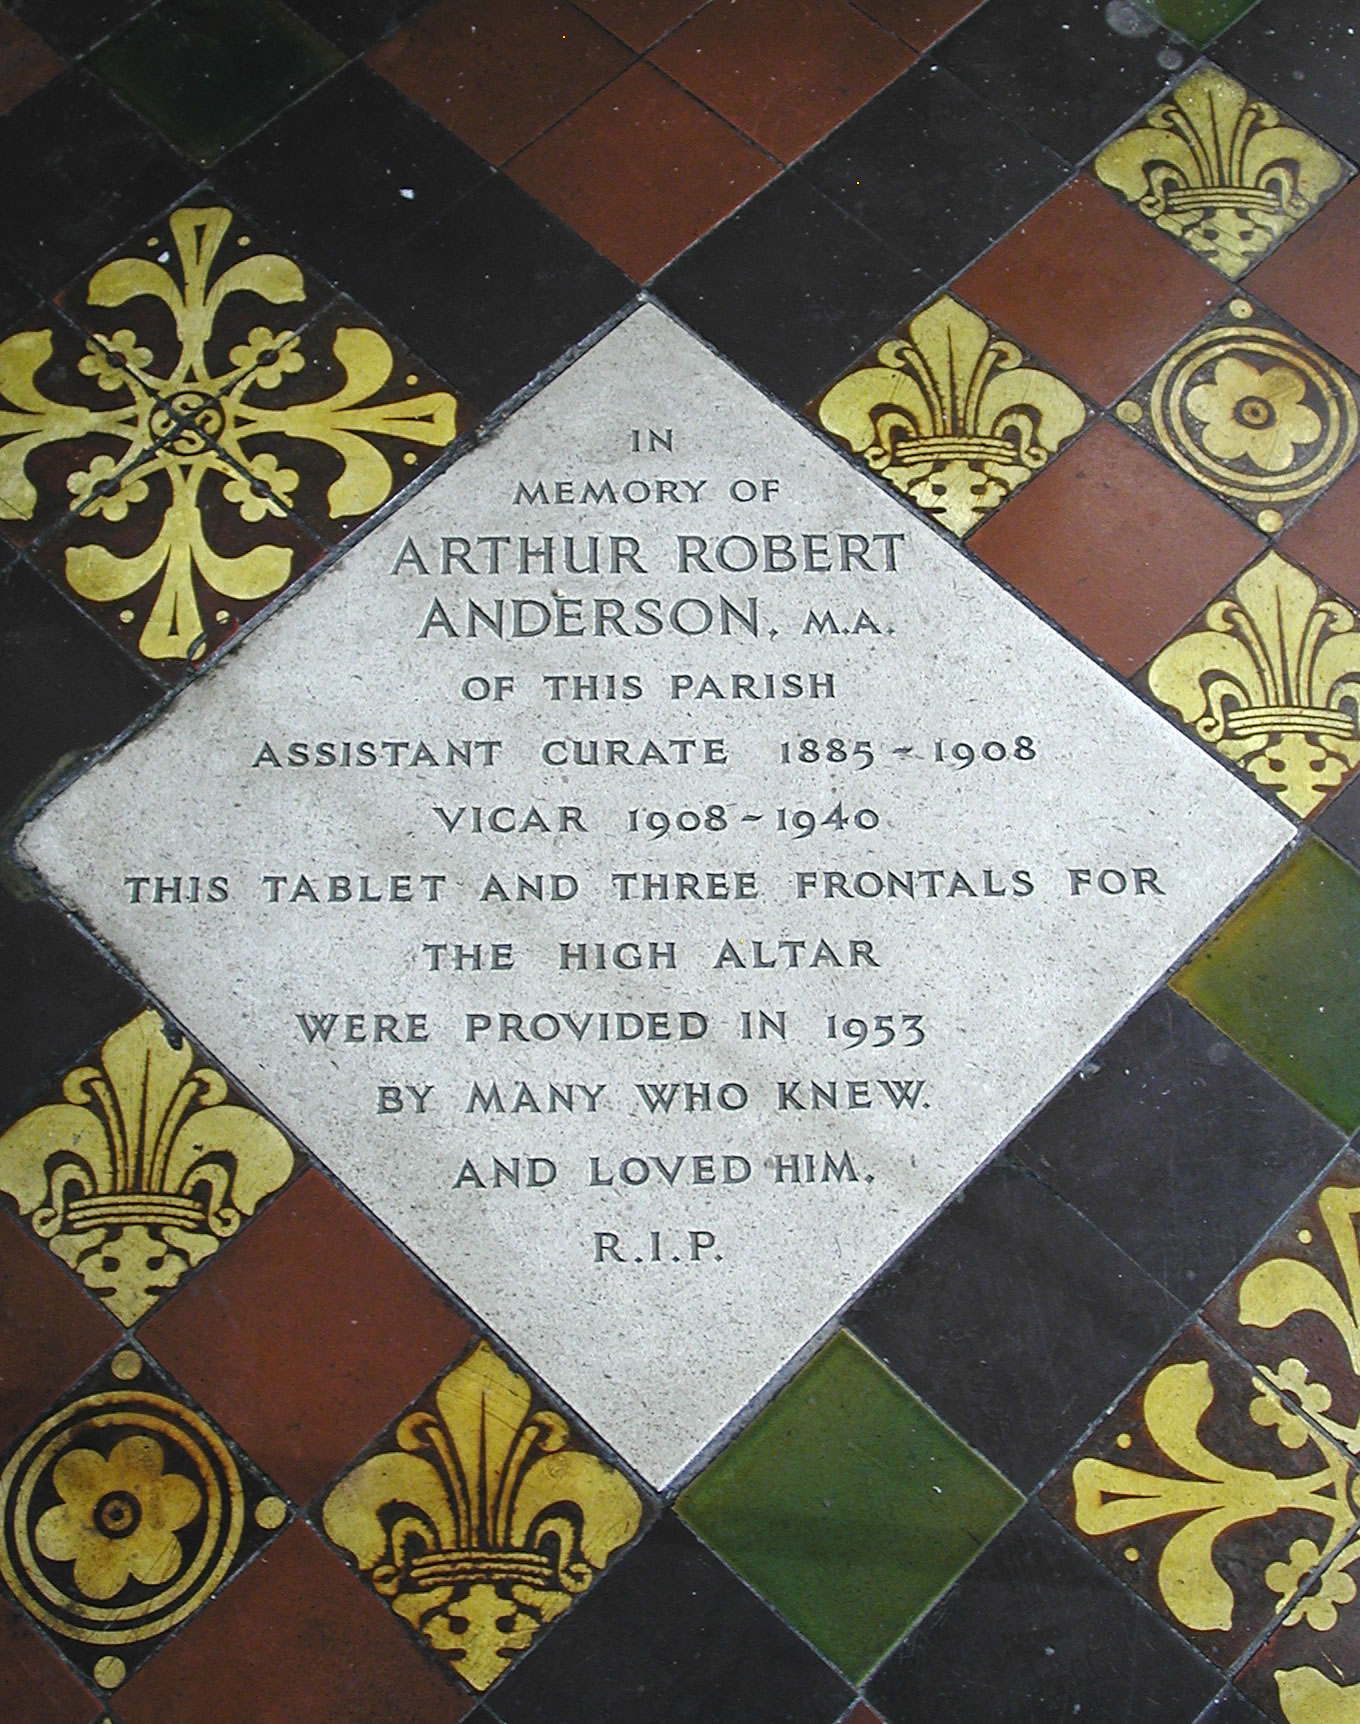 IN
MEMORY OF
ARTHUR ROBERT
ANDERSON, M.A.
OF THIS PARISH
ASSISTANT CURATE 1885-1908
VICAR 1908-1940
THIS TABLET AND THREE FRONTALS FOR
THE HIGH ALTAR
WERE PROVIDED IN 1953
BY MANY WHO KNEW.
AND LOVED HIM.
R.I.P.